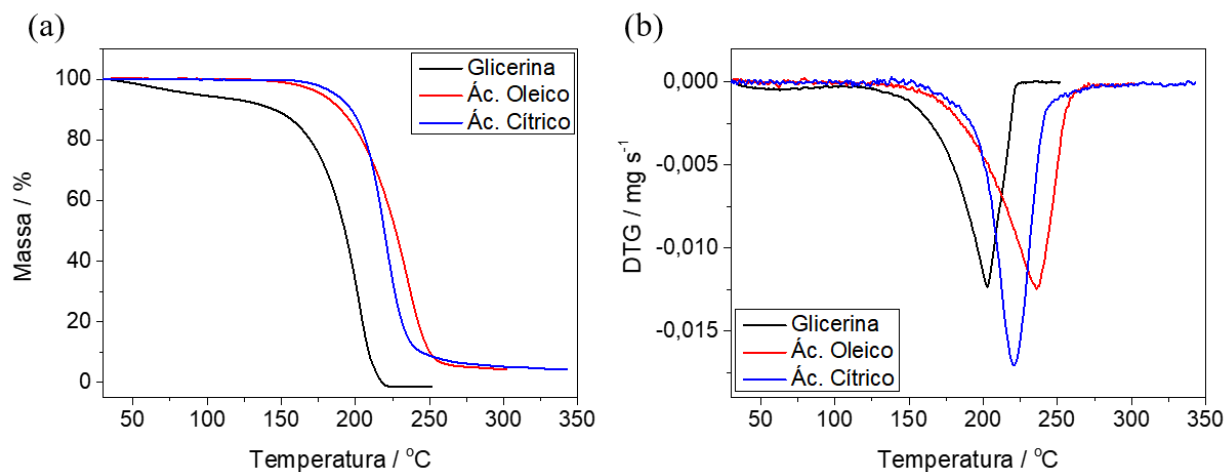 (a)
Massa / %
100
80
60
40
20
0
Glicerina
Ác. Oleico
Ác. Cítrico
50 100 150 200 250 300 350
Temperatura / °C
(b)
DTG / mg s⁻¹
0,000
-0,005
-0,010
-0,015
Glicerina
Ác. Oleico
Ác. Cítrico
50 100 150 200 250 300 350
Temperatura / °C